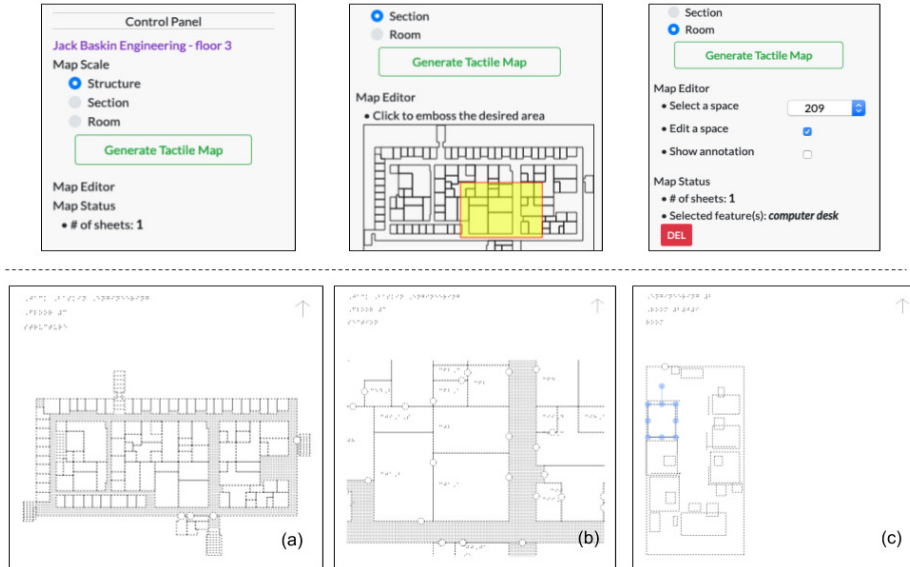 Control Panel
Jack Baskin Engineering - floor 3
Map Scale
Structure
Section
Room
Generate Tactile Map
Map Editor
Map Status
• # of sheets: 1
Section
Room
Generate Tactile Map
Map Editor
• Click to emboss the desired area
Section
Room
Generate Tactile Map
Map Editor
• Select a space 209
• Edit a space
• Show annotation
Map Status
• # of sheets: 1
• Selected feature(s): computer desk
DEL
(a)
(b)
(c)